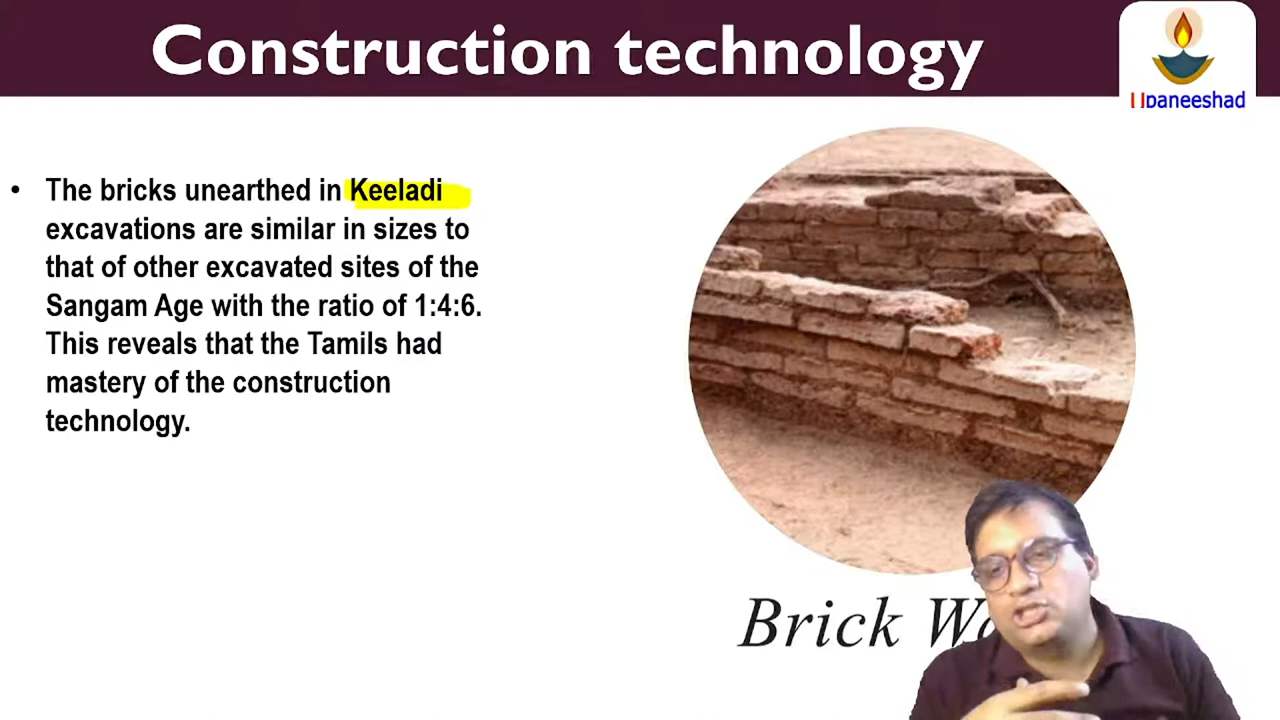 Construction technology
Upaneeshad
• The bricks unearthed in Keeladi
excavations are similar in sizes to
that of other excavated sites of the
Sangam Age with the ratio of 1:4:6.
This reveals that the Tamils had
mastery of the construction
technology.
Brick